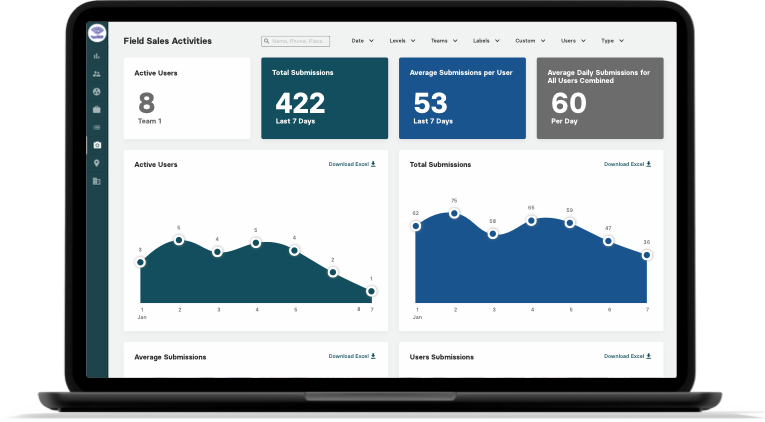 Field Sales Activities
Name, Phone, Place...
Date
Levels
Teams
Labels
Custom
Users
Type
Active Users
8
Team 1
Total Submissions
422
Last 7 Days
Average Submissions per User
53
Last 7 Days
Average Daily Submissions for
All Users Combined
60
Per Day
Active Users
Download Excel
3
5
4
5
4
2
1
1 2 3 4 5 8 7
Jan
Total Submissions
Download Excel
62
75
58
65
59
47
36
1 2 3 4 5 6 7
Jan
Average Submissions
Download Excel
Users Submissions
Download Excel